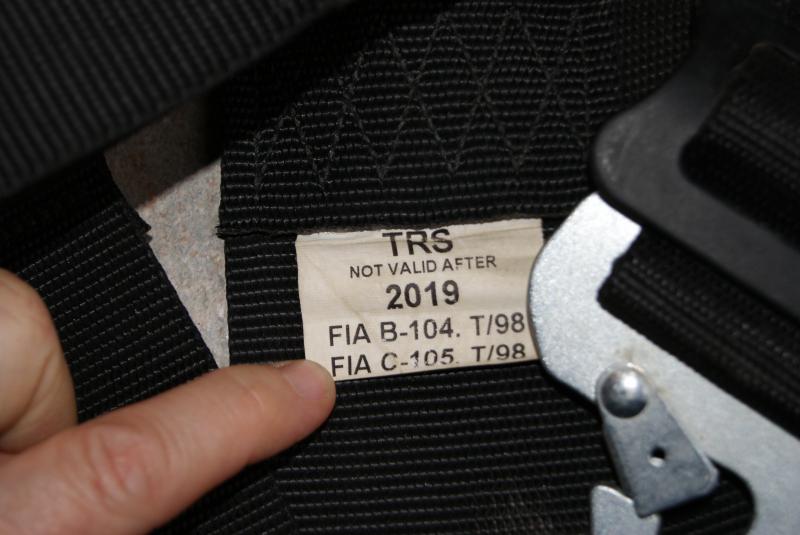 TRS
NOT VALID AFTER
2019
FIA B-104. T/98
FIA C-105. T/98